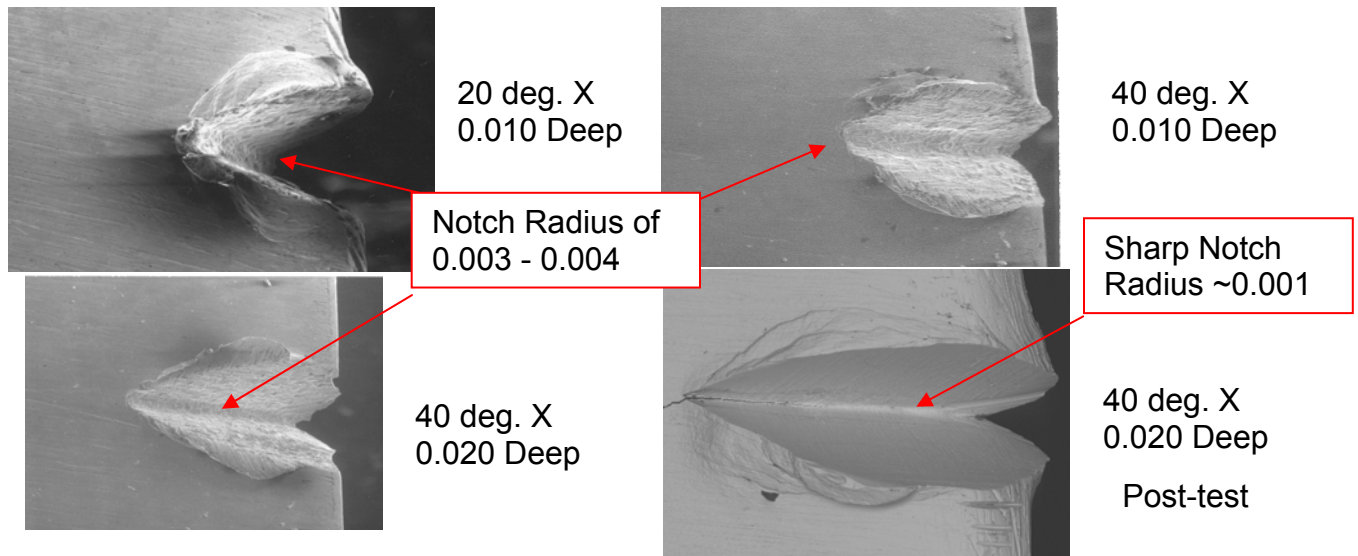 20 deg. X
0.010 Deep
40 deg. X
0.010 Deep
Notch Radius of
0.003 - 0.004
Sharp Notch
Radius ~0.001
40 deg. X
0.020 Deep
40 deg. X
0.020 Deep
Post-test